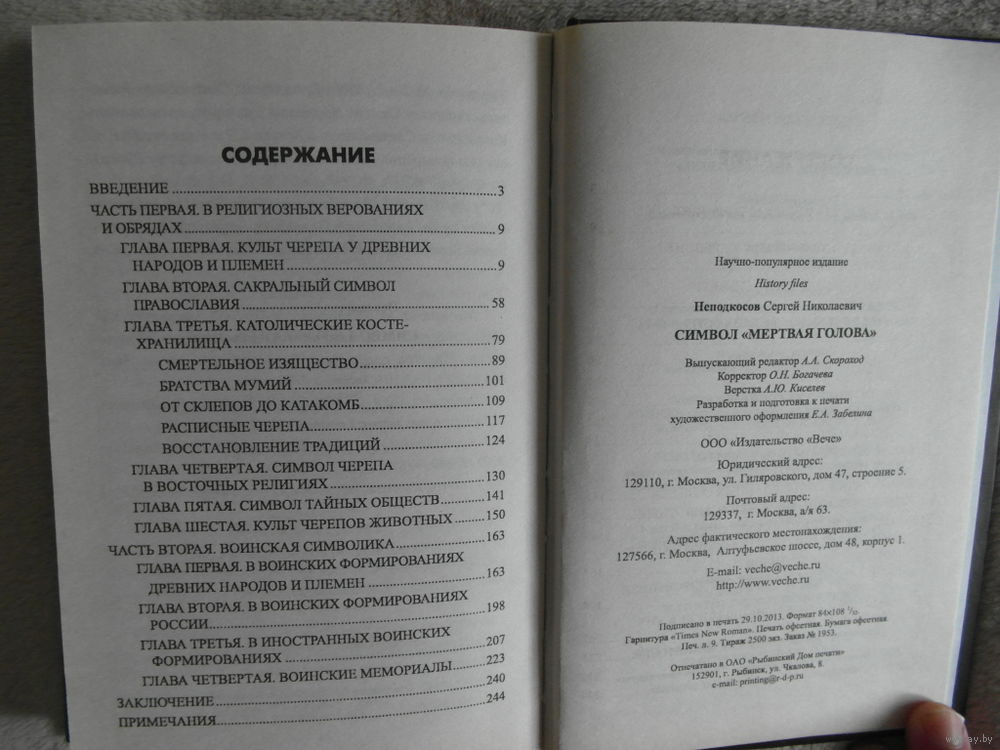 СОДЕРЖАНИЕ
ВВЕДЕНИЕ ........ 3
ЧАСТЬ ПЕРВАЯ. В РЕЛИГИОЗНЫХ ВЕРОВАНИЯХ
И ОБРЯДАХ ........ 9
ГЛАВА ПЕРВАЯ. КУЛЬТ ЧЕРЕПА У ДРЕВНИХ
НАРОДОВ И ПЛЕМЕН ........ 9
ГЛАВА ВТОРАЯ. САКРАЛЬНЫЙ СИМВОЛ
ПРАВОСЛАВИЯ ........ 58
ГЛАВА ТРЕТЬЯ. КАТОЛИЧЕСКИЕ КОСТЕ-
ХРАНИЛИЩА ........ 79
СМЕРТЕЛЬНОЕ ИЗЯЩЕСТВО ........ 89
БРАТСТВА МУМИЙ ........ 101
ОТ СКЛЕПОВ ДО КАТАКОМБ ........ 109
РАСПИСНЫЕ ЧЕРЕПА ........ 117
ВОССТАНОВЛЕНИЕ ТРАДИЦИЙ ........ 124
ГЛАВА ЧЕТВЕРТАЯ. СИМВОЛ ЧЕРЕПА
В ВОСТОЧНЫХ РЕЛИГИЯХ ........ 130
ГЛАВА ПЯТАЯ. СИМВОЛ ТАЙНЫХ ОБЩЕСТВ ........ 141
ГЛАВА ШЕСТАЯ. КУЛЬТ ЧЕРЕПОВ ЖИВОТНЫХ ........ 150
ЧАСТЬ ВТОРАЯ. ВОИНСКАЯ СИМВОЛИКА ........ 163
ГЛАВА ПЕРВАЯ. В ВОИНСКИХ ФОРМИРОВАНИЯХ
ДРЕВНИХ НАРОДОВ И ПЛЕМЕН ........ 163
ГЛАВА ВТОРАЯ. В ВОИНСКИХ ФОРМИРОВАНИЯХ
РОССИИ ........ 198
ГЛАВА ТРЕТЬЯ. В ИНОСТРАННЫХ ВОИНСКИХ
ФОРМИРОВАНИЯХ ........ 207
ГЛАВА ЧЕТВЕРТАЯ. ВОИНСКИЕ МЕМОРИАЛЫ ........ 223
ЗАКЛЮЧЕНИЕ ........ 240
ПРИМЕЧАНИЯ ........ 244
Научно-популярное издание
History files
Неподкосов Сергей Николаевич
СИМВОЛ «МЕРТВАЯ ГОЛОВА»
Выпускающий редактор А.А. Скороход
Корректор О.Н. Богачева
Верстка А.Ю. Киселев
Разработка и подготовка к печати
художественного оформления Е.А. Забелина
ООО «Издательство «Вече»
Юридический адрес:
129110, г. Москва, ул. Гиляровского, дом 47, строение 5.
Почтовый адрес:
129337, г. Москва, а/я 63.
Адрес фактического местонахождения:
127566, г. Москва, Алтуфьевское шоссе, дом 48, корпус 1.
E-mail: veche@veche.ru
http://www.veche.ru
Подписано в печать 29.10.2013. Формат 84×108 1/32.
Гарнитура «Times New Roman». Печать офсетная. Бумага офсетная.
Печ. л. 9. Тираж 2500 экз. Заказ № 1953.
Отпечатано в ОАО «Рыбинский Дом печати»
152901, г. Рыбинск, ул. Чкалова, 8.
e-mail: printing@r-d-p.ru